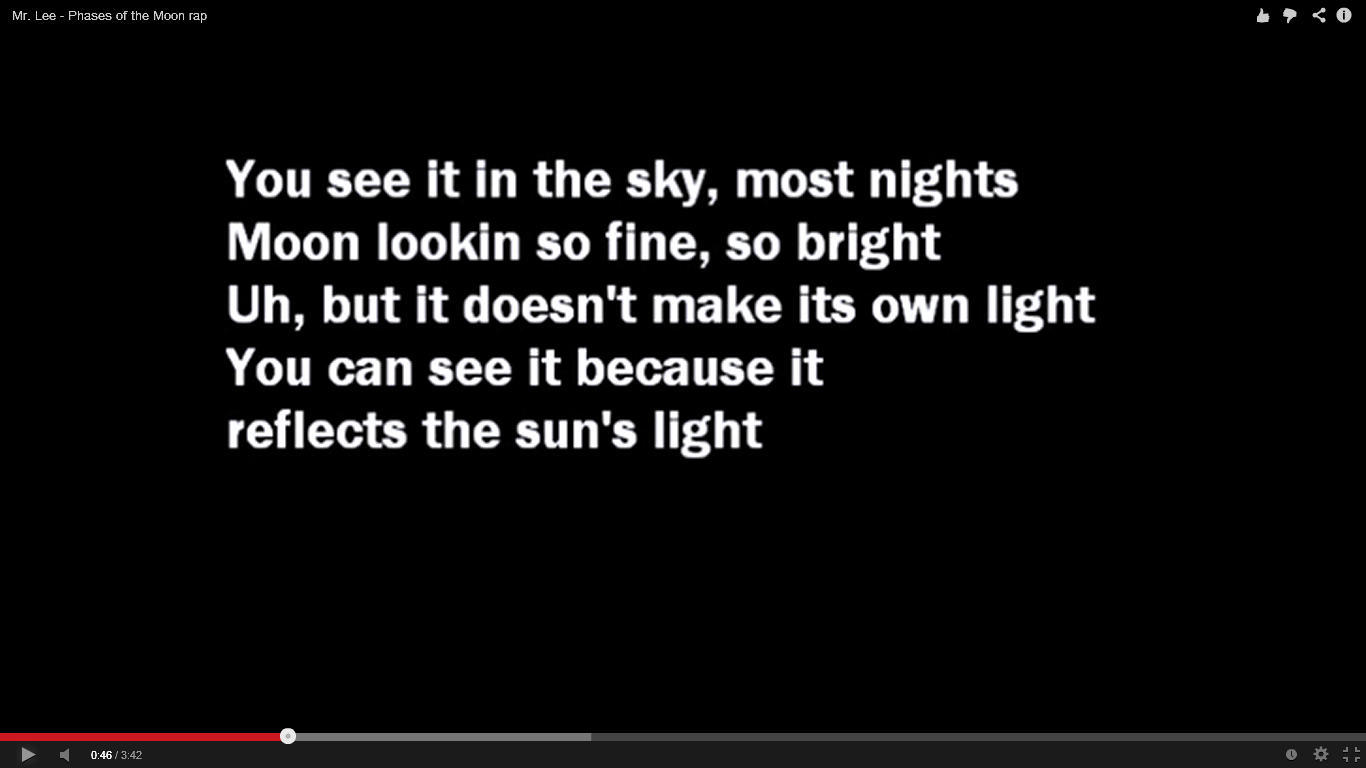 Mr. Lee - Phases of the Moon rap
You see it in the sky, most nights
Moon lookin so fine, so bright
Uh, but it doesn't make its own light
You can see it because it
reflects the sun's light
0:46 / 3:42